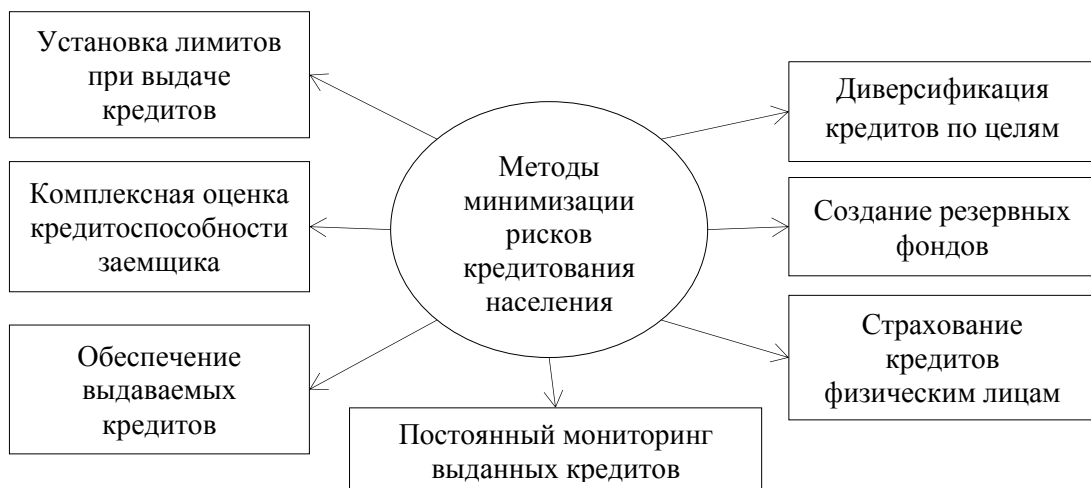 Установка лимитов
при выдаче
кредитов
Комплексная оценка
кредитоспособности
заемщика
Обеспечение
выдаваемых
кредитов
Методы
минимизации
рисков
кредитования
населения
Постоянный мониторинг
выданных кредитов
Диверсификация
кредитов по целям
Создание резервных
фондов
Страхование
кредитов
физическим лицам